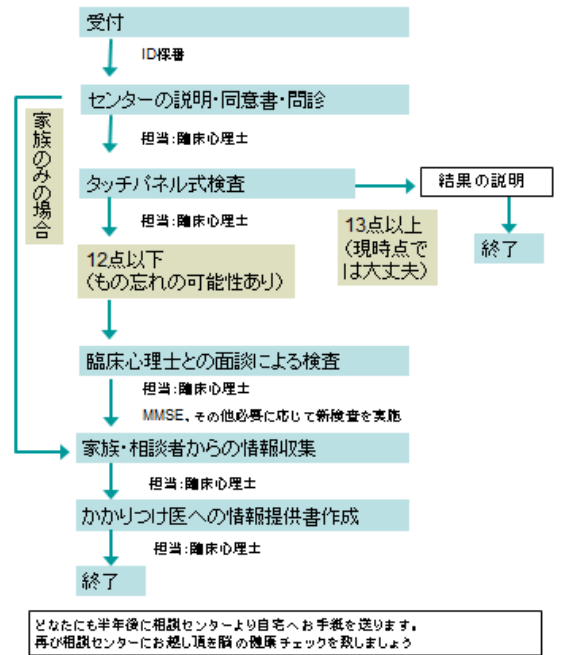 受付
ID採番
センターの説明・同意書・問診
家族のみの場合
担当:臨床心理士
タッチパネル式検査
結果の説明
担当:臨床心理士
13点以上
(現時点で
は大丈夫)
終了
12点以下
(もの忘れの可能性あり)
臨床心理士との面談による検査
担当:臨床心理士
MMSE、その他必要に応じて新検査を実施
家族・相談者からの情報収集
担当:臨床心理士
かかりつけ医への情報提供書作成
担当:臨床心理士
終了
どなたにも半年後に相談センターより自宅へお手紙を送ります。
再び相談センターにお越し頂き脳の健康チェックを致しましょう